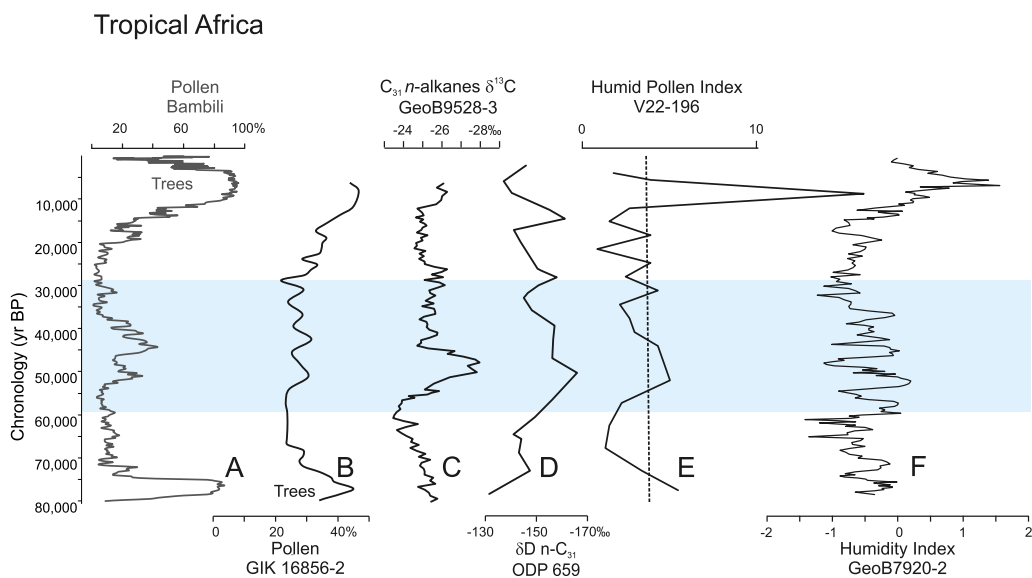 Tropical Africa
Pollen
Bambili
20 60 100%
C₃₁ n-alkanes δ¹³C
GeoB9528-3
-24 -26 -28‰
Humid Pollen Index
V22-196
0 10
Chronology (yr BP)
10,000
20,000
30,000
40,000
50,000
60,000
70,000
80,000
Trees
Trees
A B C D E F
0 20 40%
Pollen
GIK 16856-2
-130 -150 -170‰
δD n-C₃₁
ODP 659
-2 -1 0 1 2
Humidity Index
GeoB7920-2